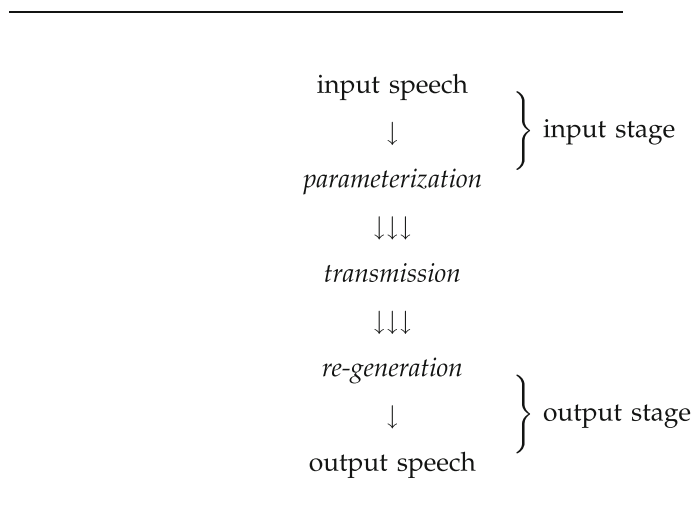 input speech
↓
input stage
parameterization
↓↓↓
transmission
↓↓↓
re-generation
↓
output stage
output speech